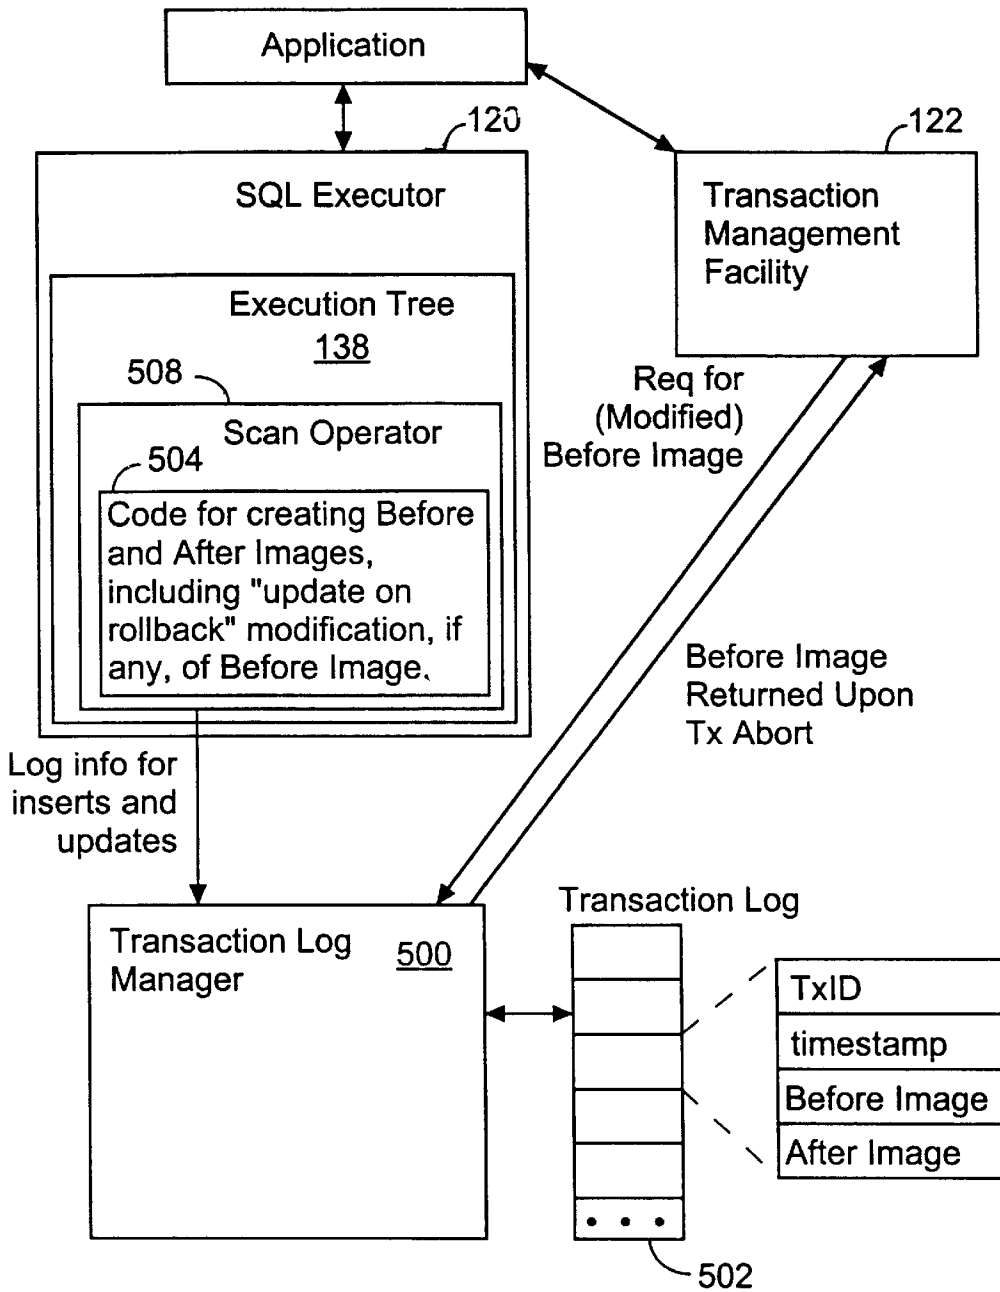 Application
120
122
SQL Executor
Transaction
Management
Facility
Execution Tree
138
508
Req for
(Modified)
Before Image
Scan Operator
504
Code for creating Before
and After Images,
including "update on
rollback" modification, if
any, of Before Image.
Before Image
Returned Upon
Tx Abort
Log info for
inserts and
updates
Transaction Log
Transaction Log
Manager
500
TxID
timestamp
Before Image
After Image
• • •
502